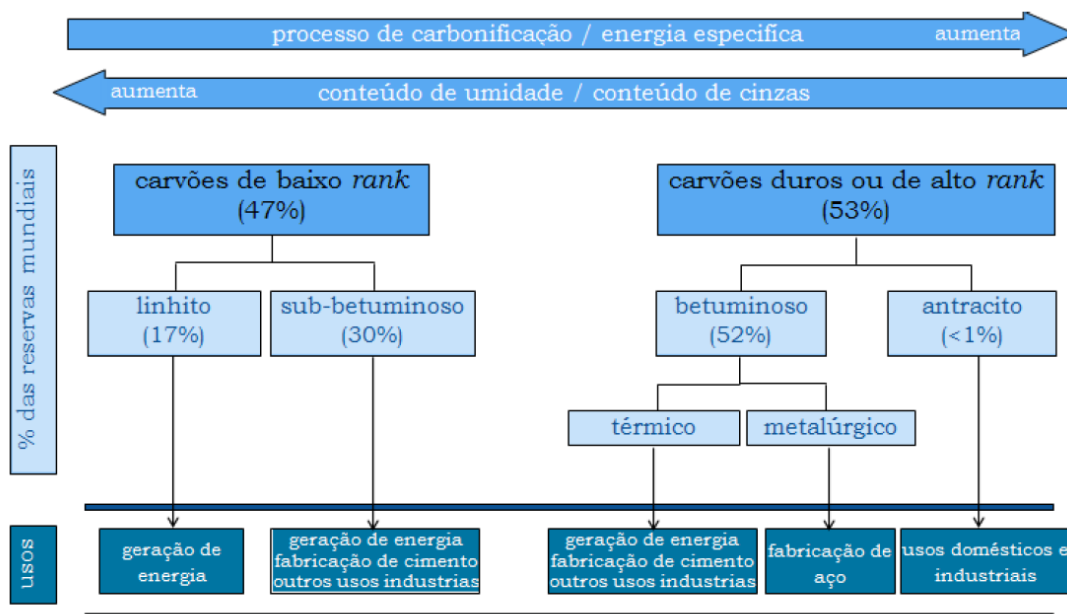 processo de carbonificação / energia específica aumenta
aumenta conteúdo de umidade / conteúdo de cinzas
% das reservas mundiais
carvões de baixo rank
(47%)
carvões duros ou de alto rank
(53%)
linhito
(17%)
sub-betuminoso
(30%)
betuminoso
(52%)
antracito
(<1%)
térmico
metalúrgico
usos
geração de
energia
geração de energia
fabricação de cimento
outros usos industrias
geração de energia
fabricação de cimento
outros usos industrias
fabricação de
aço
usos domésticos e
industriais